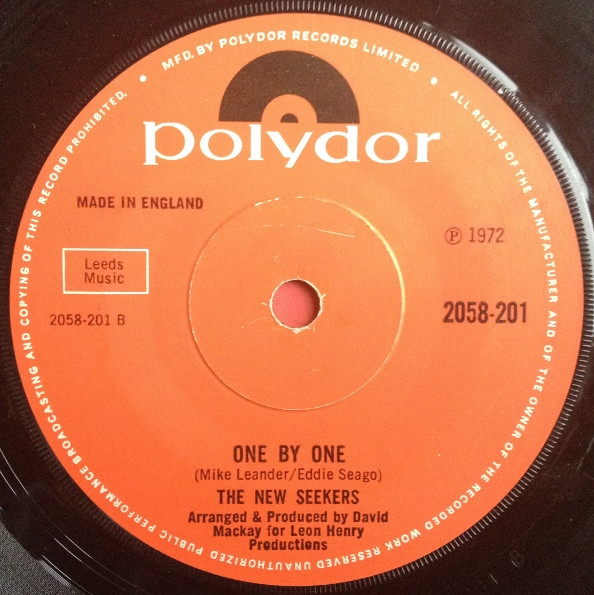 MFD. BY POLYDOR RECORDS LIMITED • ALL RIGHTS OF THE MANUFACTURER AND OF THE OWNER OF THE RECORDED WORK RESERVED UNAUTHORIZED PUBLIC PERFORMANCE BROADCASTING AND COPYING OF THIS RECORD PROHIBITED. •
polydor
MADE IN ENGLAND
℗ 1972
Leeds
Music
2058-201 B
2058-201
ONE BY ONE
(Mike Leander/Eddie Seago)
THE NEW SEEKERS
Arranged & Produced by David
Mackay for Leon Henry
Productions